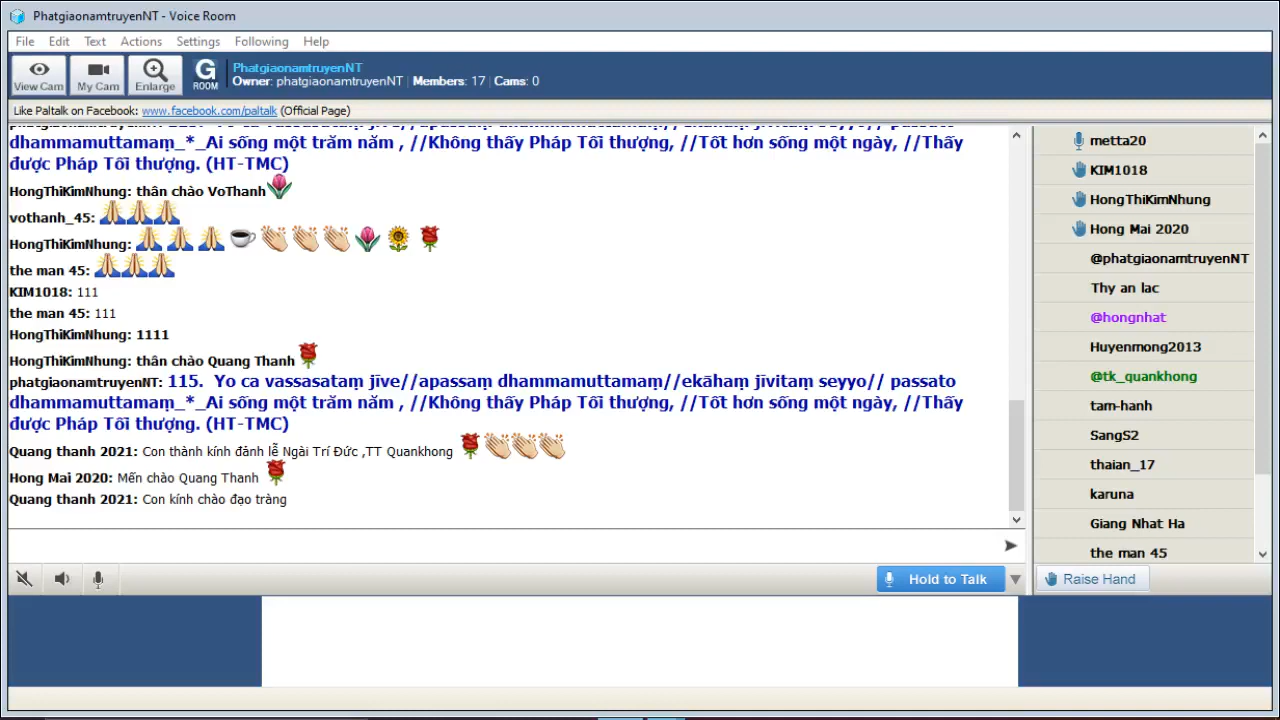 PhatgiaonamtruyenNT - Voice Room
File Edit Text Actions Settings Following Help
View Cam My Cam Enlarge G ROOM
PhatgiaonamtruyenNT
Owner: phatgiaonamtruyenNT | Members: 17 | Cams: 0
Like Paltalk on Facebook: www.facebook.com/paltalk (Official Page)
dhammamuttamaṃ_*_Ai sống một trăm năm , //Không thấy Pháp Tối thượng, //Tốt hơn sống một ngày, //Thấy
được Pháp Tối thượng. (HT-TMC)
HongThiKimNhung: thân chào VoThanh
vothanh_45:
HongThiKimNhung:
the man 45:
KIM1018: 111
the man 45: 111
HongThiKimNhung: 1111
HongThiKimNhung: thân chào Quang Thanh
phatgiaonamtruyenNT: 115. Yo ca vassasataṃ jīve//apassaṃ dhammamuttamaṃ//ekāhaṃ jīvitaṃ seyyo// passato
dhammamuttamaṃ_*_Ai sống một trăm năm , //Không thấy Pháp Tối thượng, //Tốt hơn sống một ngày, //Thấy
được Pháp Tối thượng. (HT-TMC)
Quang thanh 2021: Con thành kính đảnh lễ Ngài Trí Đức ,TT Quankhong
Hong Mai 2020: Mến chào Quang Thanh
Quang thanh 2021: Con kính chào đạo tràng
metta20
KIM1018
HongThiKimNhung
Hong Mai 2020
@phatgiaonamtruyenNT
Thy an lac
@hongnhat
Huyenmong2013
@tk_quankhong
tam-hanh
SangS2
thaian_17
karuna
Giang Nhat Ha
the man 45
Hold to Talk
Raise Hand